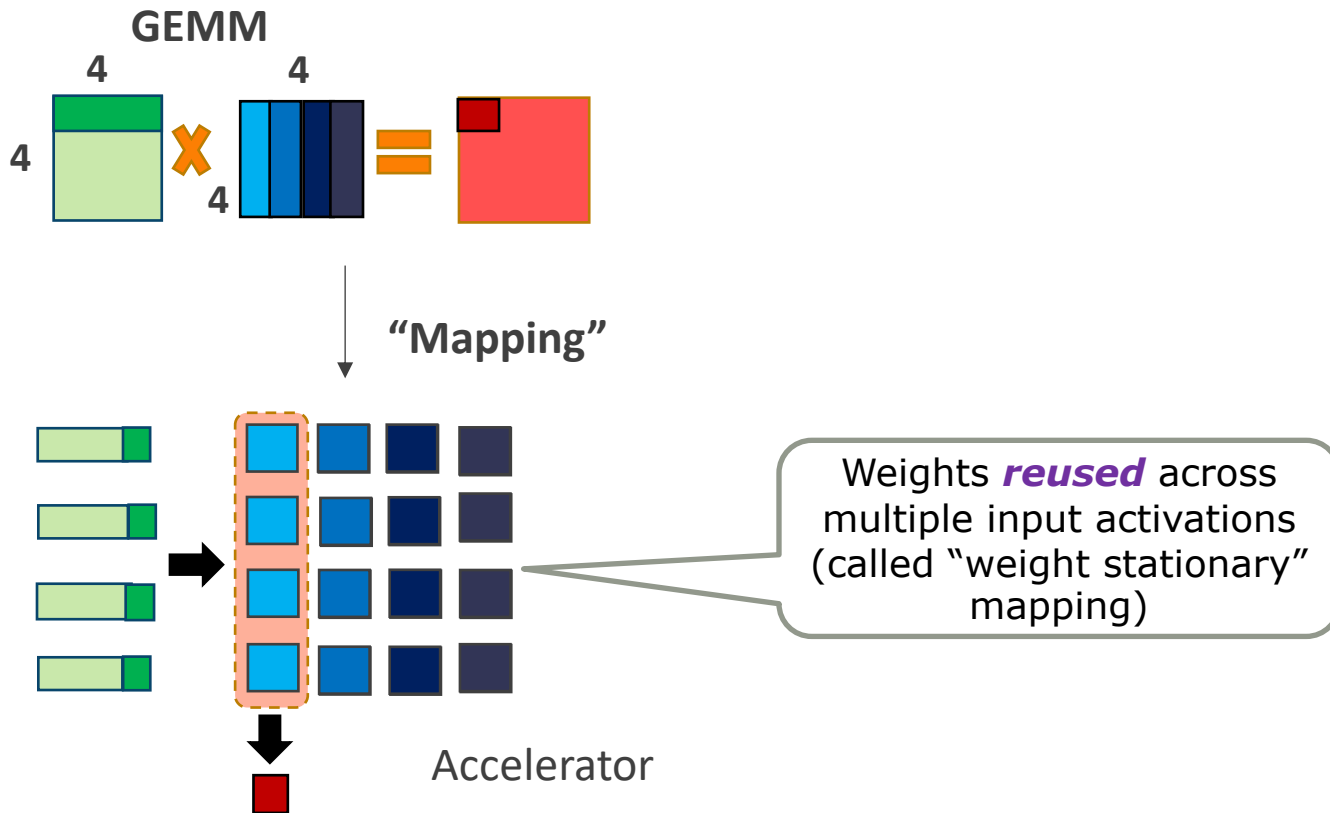 GEMM
4
4
4
4
“Mapping”
Weights reused across
multiple input activations
(called “weight stationary”
mapping)
Accelerator